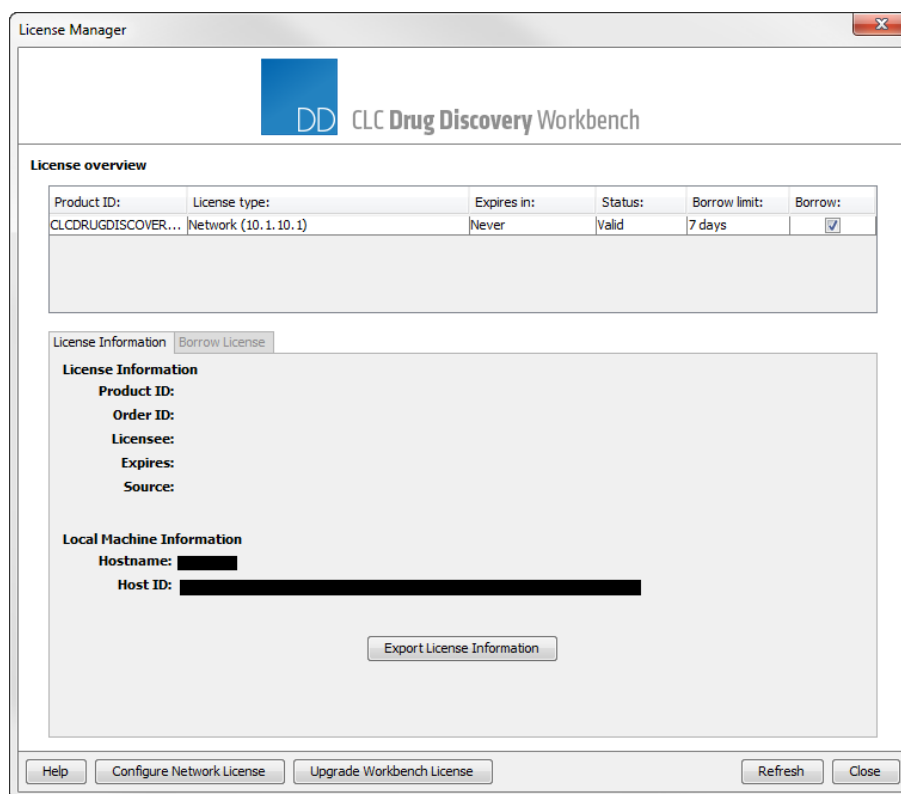 License Manager
DD CLC Drug Discovery Workbench
License overview
Product ID: License type: Expires in: Status: Borrow limit: Borrow:
CLCDRUGDISCOVER... Network (10.1.10.1) Never Valid 7 days
License Information Borrow License
License Information
Product ID:
Order ID:
Licensee:
Expires:
Source:
Local Machine Information
Hostname:
Host ID:
Export License Information
Help Configure Network License Upgrade Workbench License Refresh Close